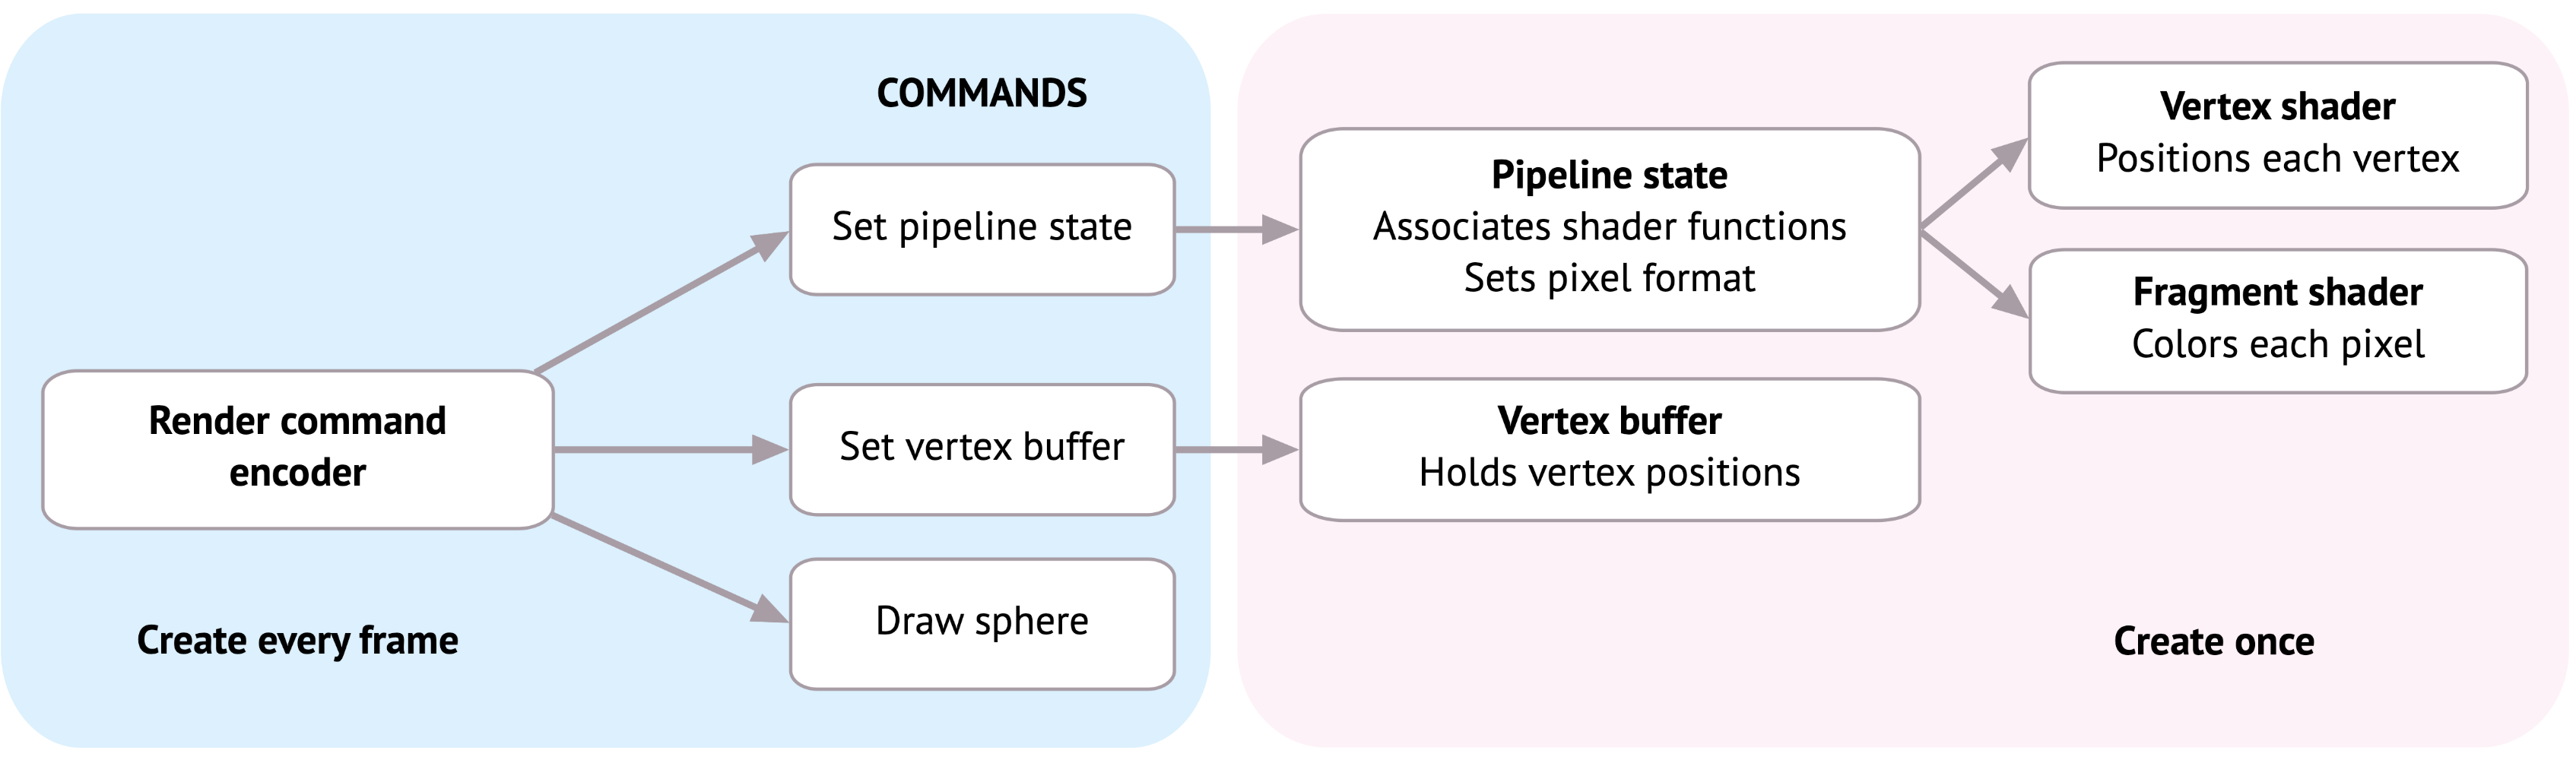 COMMANDS
Render command
encoder
Create every frame
Set pipeline state
Set vertex buffer
Draw sphere
Pipeline state
Associates shader functions
Sets pixel format
Vertex buffer
Holds vertex positions
Vertex shader
Positions each vertex
Fragment shader
Colors each pixel
Create once